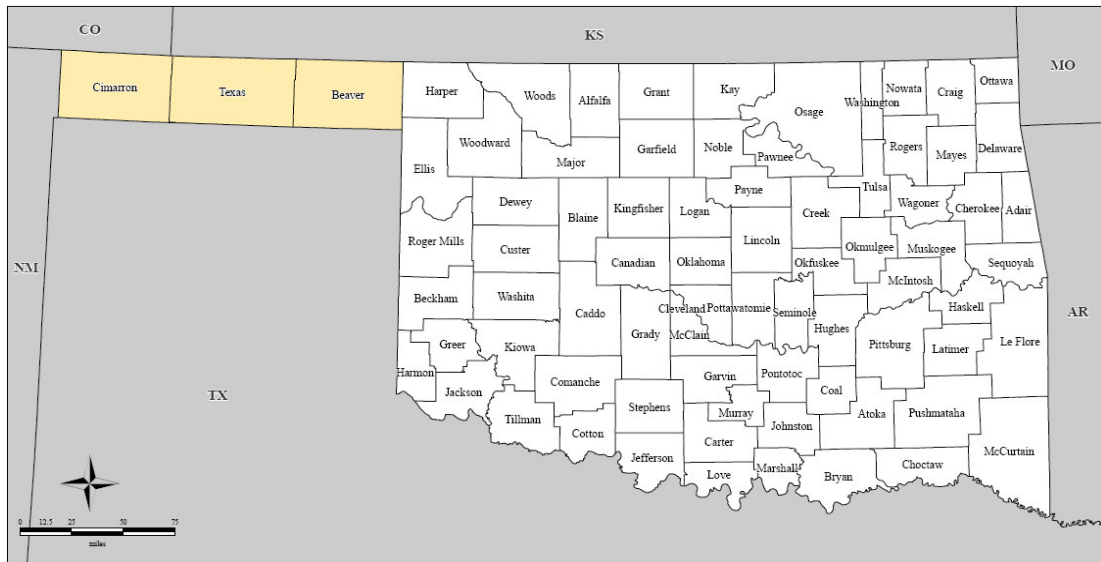 CO
KS
MO
Cimarron
Texas
Beaver
Harper
Woods
Alfalfa
Grant
Kay
Osage
Washington
Nowata
Craig
Ottawa
Woodward
Major
Garfield
Noble
Pawnee
Rogers
Mayes
Delaware
Ellis
Dewey
Blaine
Kingfisher
Logan
Payne
Creek
Tulsa
Wagoner
Cherokee
Adair
Roger Mills
Custer
Canadian
Oklahoma
Lincoln
Okfuskee
Okmulgee
Muskogee
Sequoyah
NM
McIntosh
Beckham
Washita
Caddo
Grady
Cleveland
McClain
Pottawatomie
Seminole
Hughes
Haskell
AR
Greer
Kiowa
Pittsburg
Latimer
Le Flore
Harmon
Jackson
Comanche
Garvin
Pontotoc
Coal
TX
Tillman
Cotton
Stephens
Murray
Johnston
Atoka
Pushmataha
Jefferson
Carter
Love
Marshall
Bryan
Choctaw
McCurtain
0 12.5 25 50 75
miles